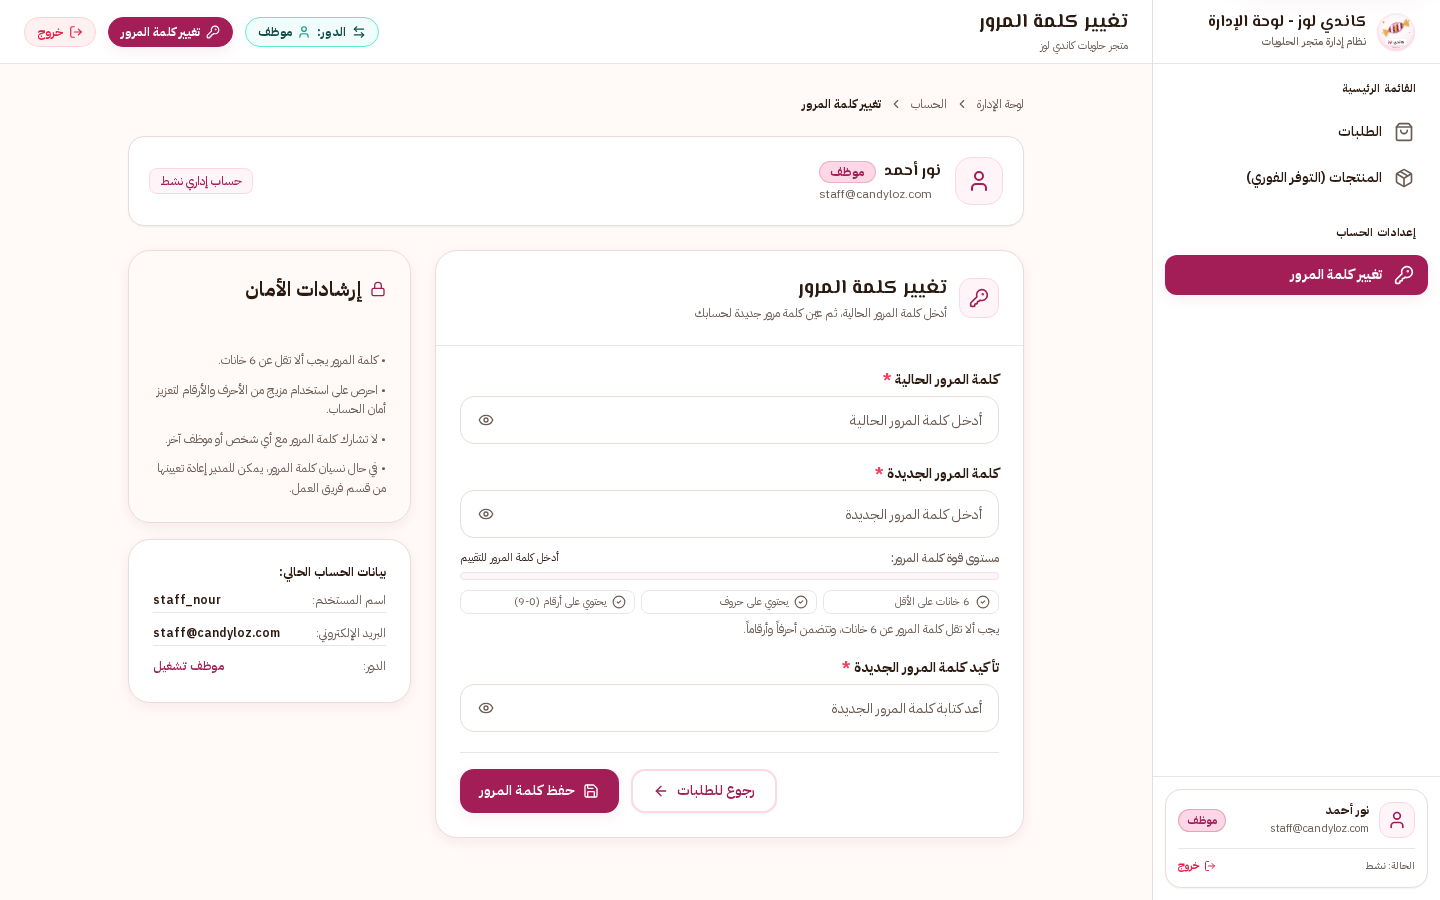 كاندي لوز - لوحة الإدارة
نظام إدارة متجر الحلويات
القائمة الرئيسية
الطلبات
المنتجات (التوفر الفوري)
إعدادات الحساب
تغيير كلمة المرور
نور أحمد
staff@candyloz.com
موظف
الحالة: نشط
خروج
تغيير كلمة المرور
متجر حلويات كاندي لوز
الدور: موظف
تغيير كلمة المرور
خروج
لوحة الإدارة
الحساب
تغيير كلمة المرور
نور أحمد
موظف
staff@candyloz.com
حساب إداري نشط
تغيير كلمة المرور
أدخل كلمة المرور الحالية، ثم عيّن كلمة مرور جديدة لحسابك
كلمة المرور الحالية *
أدخل كلمة المرور الحالية
كلمة المرور الجديدة *
أدخل كلمة المرور الجديدة
مستوى قوة كلمة المرور:
أدخل كلمة المرور للتقييم
6 خانات على الأقل
يحتوي على حروف
يحتوي على أرقام (0-9)
يجب ألا تقل كلمة المرور عن 6 خانات، وتتضمن أحرفاً وأرقاماً.
تأكيد كلمة المرور الجديدة *
أعد كتابة كلمة المرور الجديدة
رجوع للطلبات
حفظ كلمة المرور
إرشادات الأمان
• كلمة المرور يجب ألا تقل عن 6 خانات.
• احرص على استخدام مزيج من الأحرف والأرقام لتعزيز
أمان الحساب.
• لا تشارك كلمة المرور مع أي شخص أو موظف آخر.
• في حال نسيان كلمة المرور، يمكن للمدير إعادة تعيينها
من قسم فريق العمل.
بيانات الحساب الحالي:
اسم المستخدم:
staff_nour
البريد الإلكتروني:
staff@candyloz.com
الدور:
موظف تشغيل